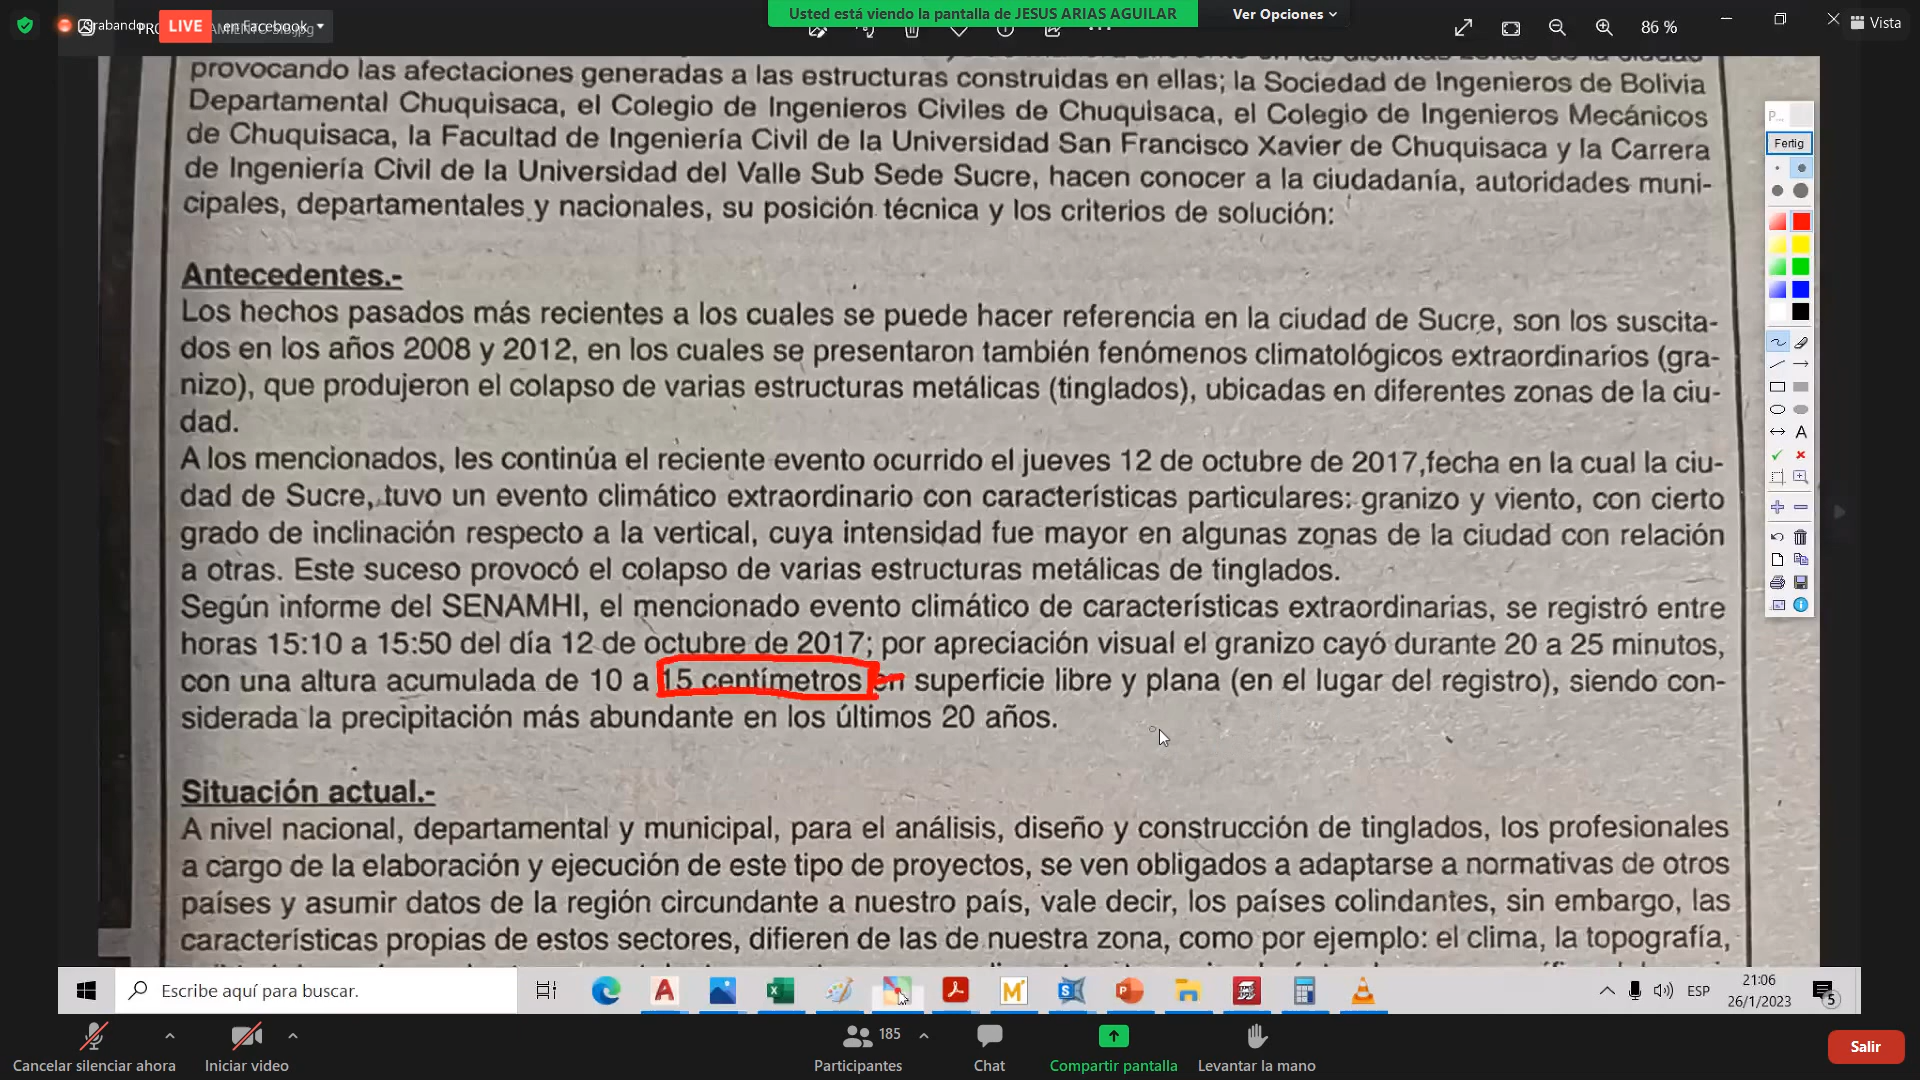 Grabando
LIVE
en Facebook
Usted está viendo la pantalla de JESUS ARIAS AGUILAR
Ver Opciones
86 %
Vista
provocando las afectaciones generadas a las estructuras construidas en ellas; la Sociedad de Ingenieros de Bolivia
Departamental Chuquisaca, el Colegio de Ingenieros Civiles de Chuquisaca, el Colegio de Ingenieros Mecánicos
de Chuquisaca, la Facultad de Ingeniería Civil de la Universidad San Francisco Xavier de Chuquisaca y la Carrera
de Ingeniería Civil de la Universidad del Valle Sub Sede Sucre, hacen conocer a la ciudadanía, autoridades muni-
cipales, departamentales y nacionales, su posición técnica y los criterios de solución:
Antecedentes.-
Los hechos pasados más recientes a los cuales se puede hacer referencia en la ciudad de Sucre, son los suscita-
dos en los años 2008 y 2012, en los cuales se presentaron también fenómenos climatológicos extraordinarios (gra-
nizo), que produjeron el colapso de varias estructuras metálicas (tinglados), ubicadas en diferentes zonas de la ciu-
dad.
A los mencionados, les continúa el reciente evento ocurrido el jueves 12 de octubre de 2017,fecha en la cual la ciu-
dad de Sucre, tuvo un evento climático extraordinario con características particulares: granizo y viento, con cierto
grado de inclinación respecto a la vertical, cuya intensidad fue mayor en algunas zonas de la ciudad con relación
a otras. Este suceso provocó el colapso de varias estructuras metálicas de tinglados.
Según informe del SENAMHI, el mencionado evento climático de características extraordinarias, se registró entre
horas 15:10 a 15:50 del día 12 de octubre de 2017; por apreciación visual el granizo cayó durante 20 a 25 minutos,
con una altura acumulada de 10 a 15 centímetros en superficie libre y plana (en el lugar del registro), siendo con-
siderada la precipitación más abundante en los últimos 20 años.
Situación actual.-
A nivel nacional, departamental y municipal, para el análisis, diseño y construcción de tinglados, los profesionales
a cargo de la elaboración y ejecución de este tipo de proyectos, se ven obligados a adaptarse a normativas de otros
países y asumir datos de la región circundante a nuestro país, vale decir, los países colindantes, sin embargo, las
características propias de estos sectores, difieren de las de nuestra zona, como por ejemplo: el clima, la topografía,
P...
Fertig
A
Escribe aquí para buscar.
ESP
21:06
26/1/2023
5
Cancelar silenciar ahora
Iniciar video
185
Participantes
Chat
Compartir pantalla
Levantar la mano
Salir